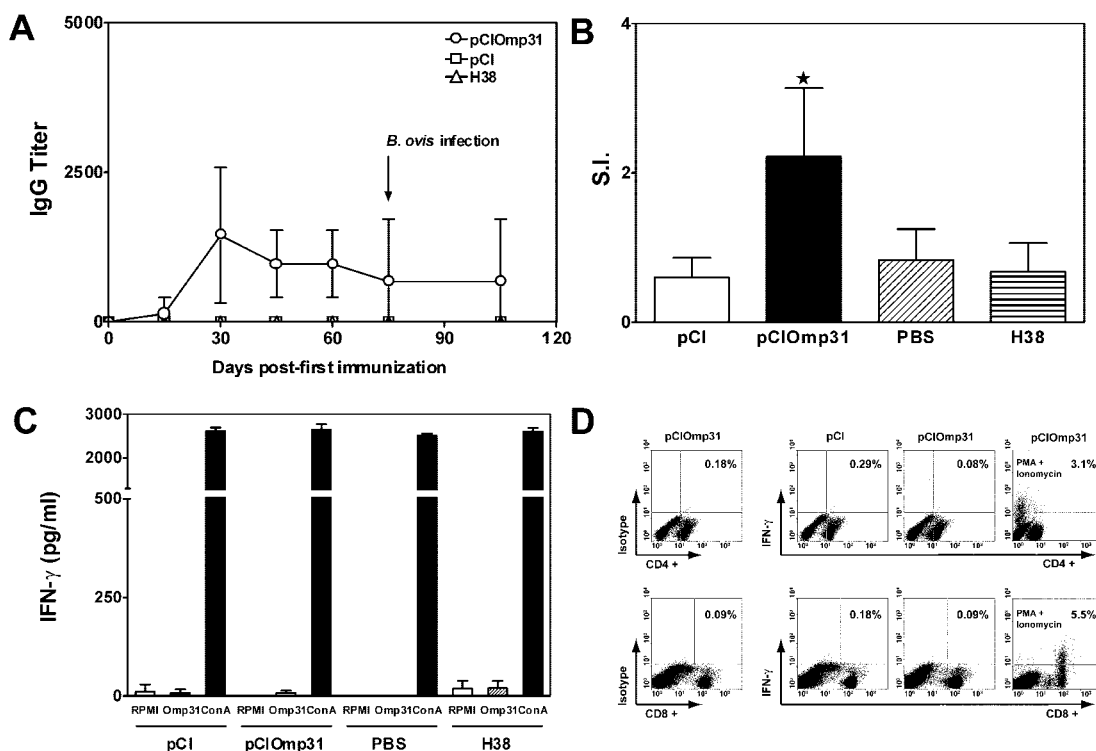 A
5000
2500
0
IgG Titer
pCIOmp31
pCI
H38
B. ovis infection
0 30 60 90 120
Days post-first immunization
B
4
2
0
S.I.
★
pCI pCIOmp31 PBS H38
C
3000
2000
500
250
0
IFN-γ (pg/ml)
RPMI Omp31 ConA RPMI Omp31 ConA RPMI Omp31 ConA RPMI Omp31 ConA
pCI pCIOmp31 PBS H38
D
pCIOmp31 pCI pCIOmp31 pCIOmp31
0.18% 0.29% 0.08% PMA + Ionomycin 3.1%
Isotype IFN-γ
CD4 + CD4 +
0.09% 0.18% 0.09% PMA + Ionomycin 5.5%
Isotype IFN-γ
CD8 + CD8 +